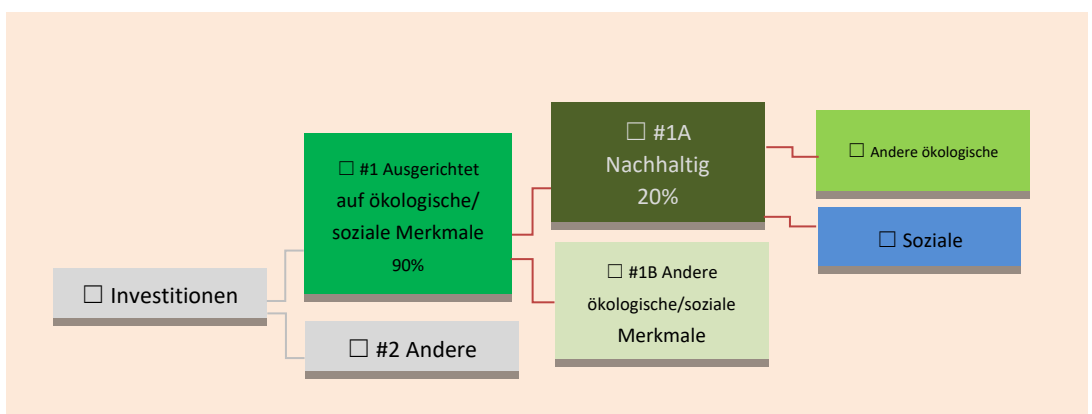 ☐ Investitionen
☐ #1 Ausgerichtet
auf ökologische/
soziale Merkmale
90%
☐ #2 Andere
☐ #1A
Nachhaltig
20%
☐ #1B Andere
ökologische/soziale
Merkmale
☐ Andere ökologische
☐ Soziale